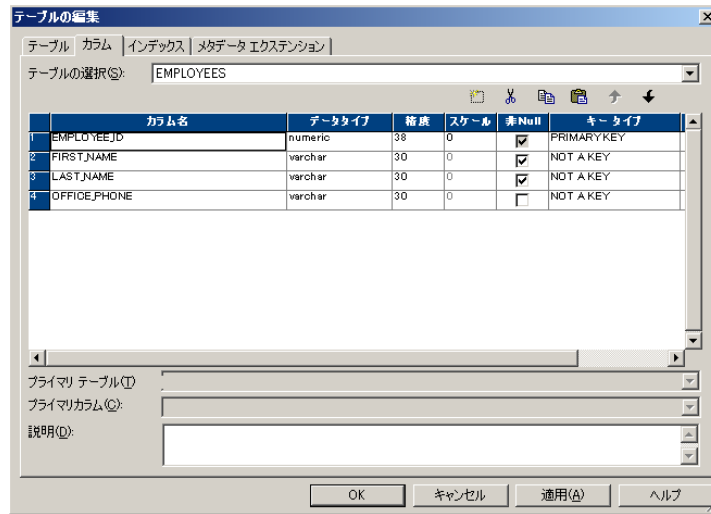 テーブルの編集
テーブル カラム インデックス メタデータ エクステンション
テーブルの選択(S): EMPLOYEES
カラム名 データタイプ 精度 スケール 非Null キー タイプ
1 EMPLOYEE_ID numeric 38 0 PRIMARY KEY
2 FIRST_NAME varchar 30 0 NOT A KEY
3 LAST_NAME varchar 30 0 NOT A KEY
4 OFFICE_PHONE varchar 30 0 NOT A KEY
プライマリ テーブル(T)
プライマリカラム(C):
説明(D):
OK キャンセル 適用(A) ヘルプ